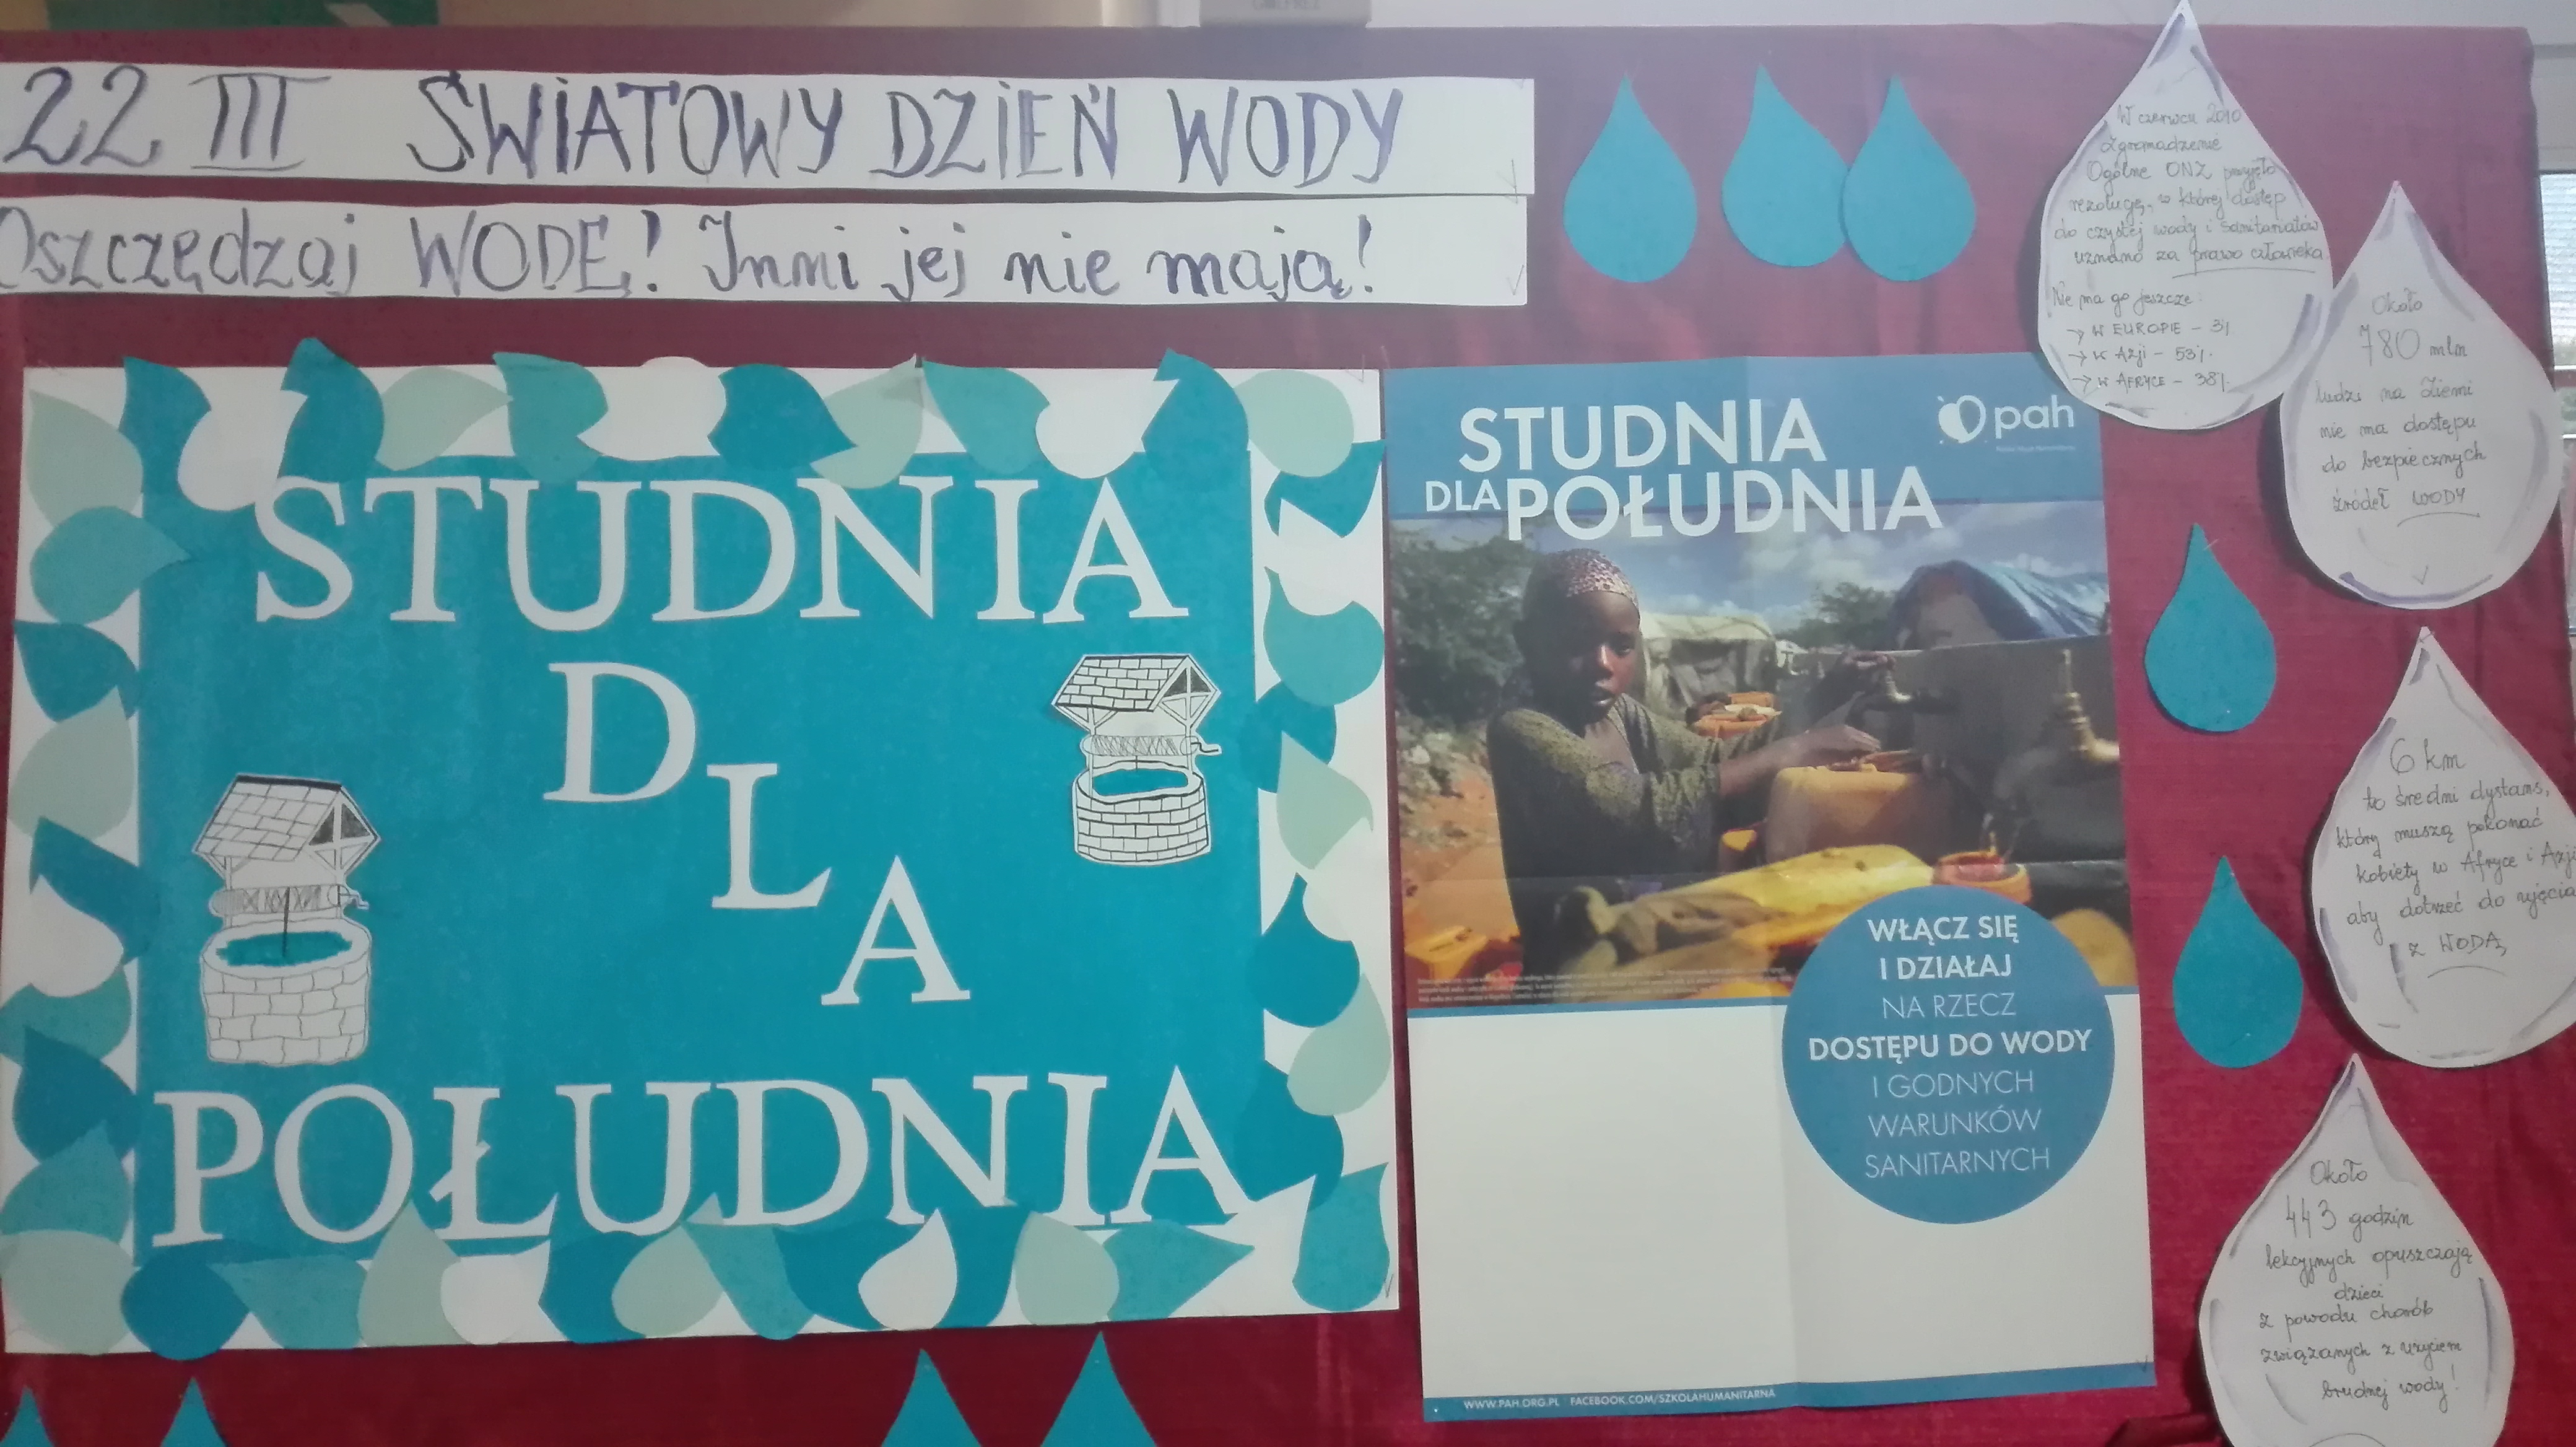 22 III ŚWIATOWY DZIEŃ WODY
Oszczędzaj WODĘ! Inni jej nie mają!
STUDNIA
DLA
POŁUDNIA
STUDNIA
DLA POŁUDNIA
pah
WŁĄCZ SIĘ
I DZIAŁAJ
NA RZECZ
DOSTĘPU DO WODY
I GODNYCH
WARUNKÓW
SANITARNYCH
WWW.PAH.ORG.PL FACEBOOK.COM/SZKOLAHUMANITARNA
W czerwcu 2010
Zgromadzenie
Ogólne ONZ przyjęło
rezolucję, w której dostęp
do czystej wody i sanitariatów
uznano za prawo człowieka.
Nie ma go jeszcze:
→ W EUROPIE - 3%
→ W Azji - 53%
→ W AFRYCE - 38%
Około
780 mln
ludzi na Ziemi
nie ma dostępu
do bezpiecznych
źródeł WODY
6 km
to średni dystans,
który muszą pokonać
kobiety w Afryce i Azji
aby dotrzeć do ujęcia
z WODĄ
Około
443 godzin
lekcyjnych opuszczają
dzieci
z powodu chorób
związanych z użyciem
brudnej wody!